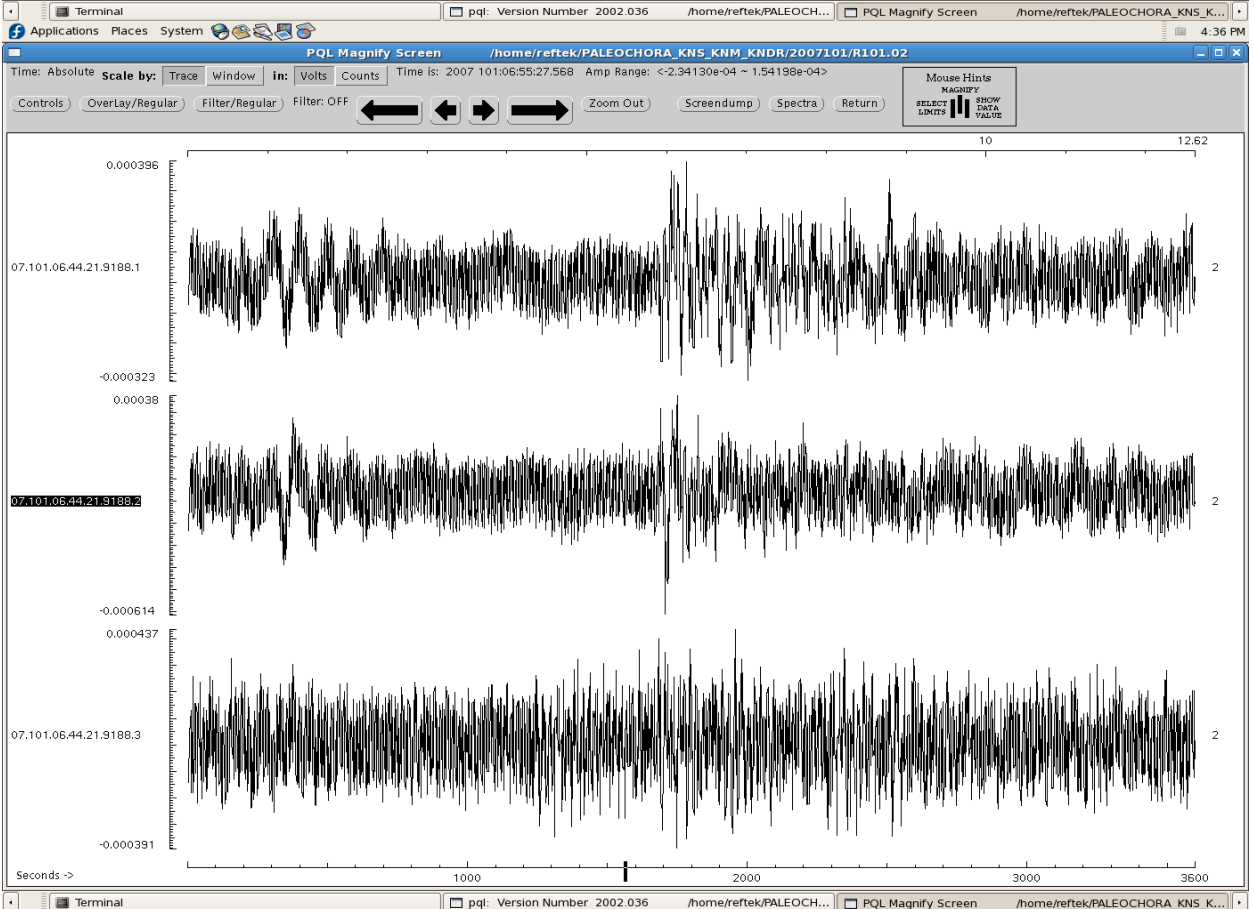 Terminal
pql: Version Number 2002.036 /home/reftek/PALEOCH...
PQL Magnify Screen /home/reftek/PALEOCHORA_KNS_K...
Applications Places System
4:36 PM
PQL Magnify Screen /home/reftek/PALEOCHORA_KNS_KNM_KNDR/2007101/R101.02
Time: Absolute Scale by: Trace Window in: Volts Counts Time is: 2007 101:06:55:27.568 Amp Range: <-2.34130e-04 ~ 1.54198e-04>
Controls OverLay/Regular Filter/Regular Filter: OFF Zoom Out Screendump Spectra Return
Mouse Hints
MAGNIFY
SELECT LIMITS
SHOW DATA VALUE
10 12.62
0.000396
07.101.06.44.21.9188.1 2
-0.000323
0.00038
07.101.06.44.21.9188.2 2
-0.000614
0.000437
07.101.06.44.21.9188.3 2
-0.000391
Seconds -> 1000 2000 3000 3600
Terminal
pql: Version Number 2002.036 /home/reftek/PALEOCH...
PQL Magnify Screen /home/reftek/PALEOCHORA_KNS_K...